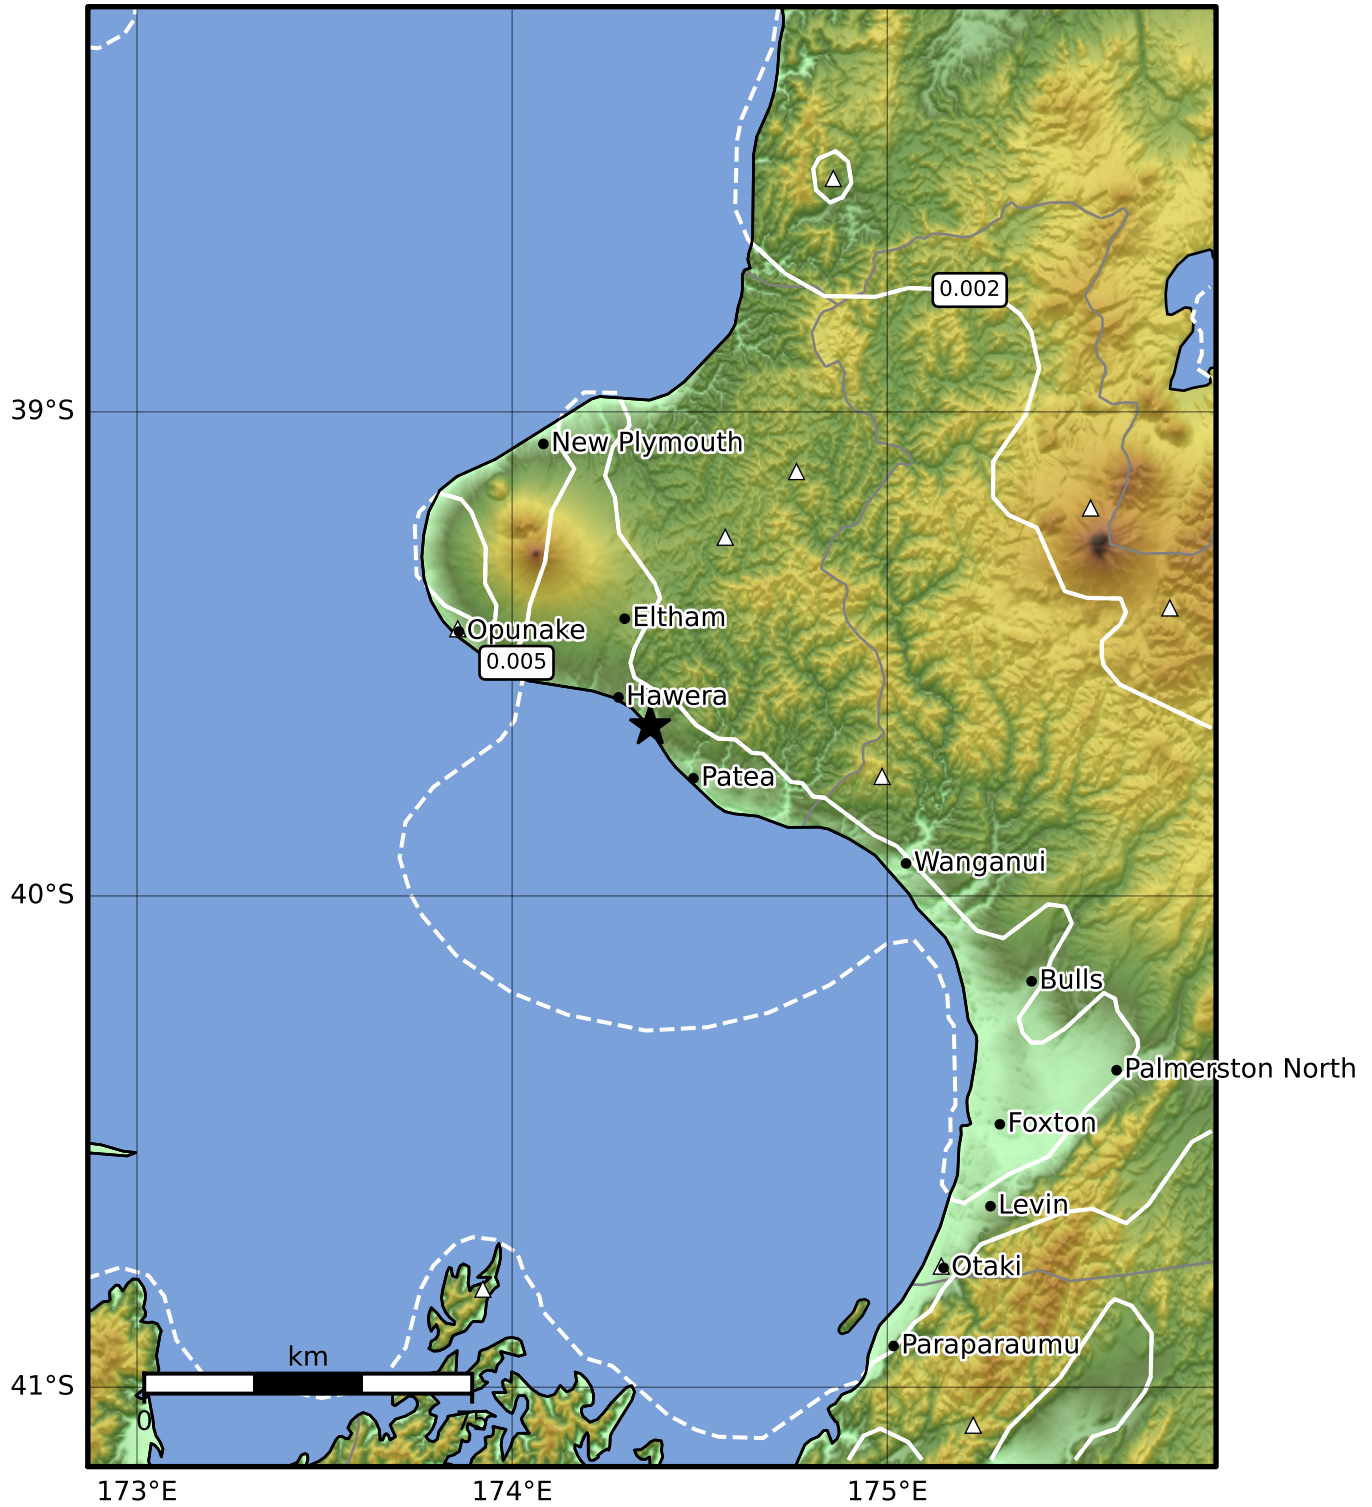 0.002
39°S
New Plymouth
Eltham
Opunake
0.005
Hawera
Patea
Wanganui
40°S
Bulls
Palmerston North
Foxton
Levin
Otaki
Paraparaumu
km
41°S
0
173°E
174°E
175°E